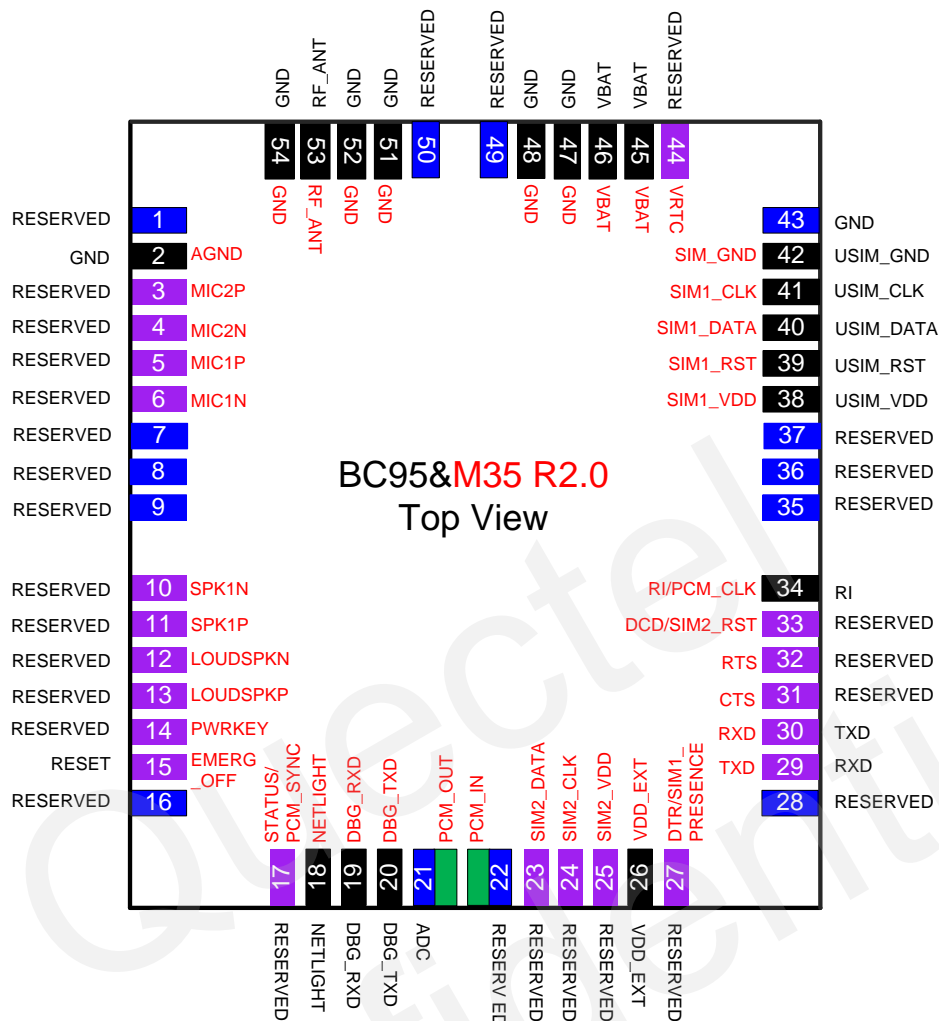 GND
RF_ANT
GND
GND
RESERVED
RESERVED
GND
GND
VBAT
VBAT
RESERVED
54
53
52
51
50
49
48
47
46
45
44
GND
RF_ANT
GND
GND
GND
GND
VBAT
VBAT
VRTC
RESERVED 1
GND 2 AGND
RESERVED 3 MIC2P
RESERVED 4 MIC2N
RESERVED 5 MIC1P
RESERVED 6 MIC1N
RESERVED 7
RESERVED 8
RESERVED 9
RESERVED 10 SPK1N
RESERVED 11 SPK1P
RESERVED 12 LOUDSPKN
RESERVED 13 LOUDSPKP
RESERVED 14 PWRKEY
RESET 15 EMERG
_OFF
RESERVED 16
43 GND
SIM_GND 42 USIM_GND
SIM1_CLK 41 USIM_CLK
SIM1_DATA 40 USIM_DATA
SIM1_RST 39 USIM_RST
SIM1_VDD 38 USIM_VDD
37 RESERVED
36 RESERVED
35 RESERVED
RI/PCM_CLK 34 RI
DCD/SIM2_RST 33 RESERVED
RTS 32 RESERVED
CTS 31 RESERVED
RXD 30 TXD
TXD 29 RXD
28 RESERVED
BC95&M35 R2.0
Top View
STATUS/
PCM_SYNC
NETLIGHT
DBG_RXD
DBG_TXD
PCM_OUT
PCM_IN
SIM2_DATA
SIM2_CLK
SIM2_VDD
VDD_EXT
DTR/SIM1_
PRESENCE
17
18
19
20
21
22
23
24
25
26
27
RESERVED
NETLIGHT
DBG_RXD
DBG_TXD
ADC
RESERVED
RESERVED
RESERVED
RESERVED
VDD_EXT
RESERVED
Quectel